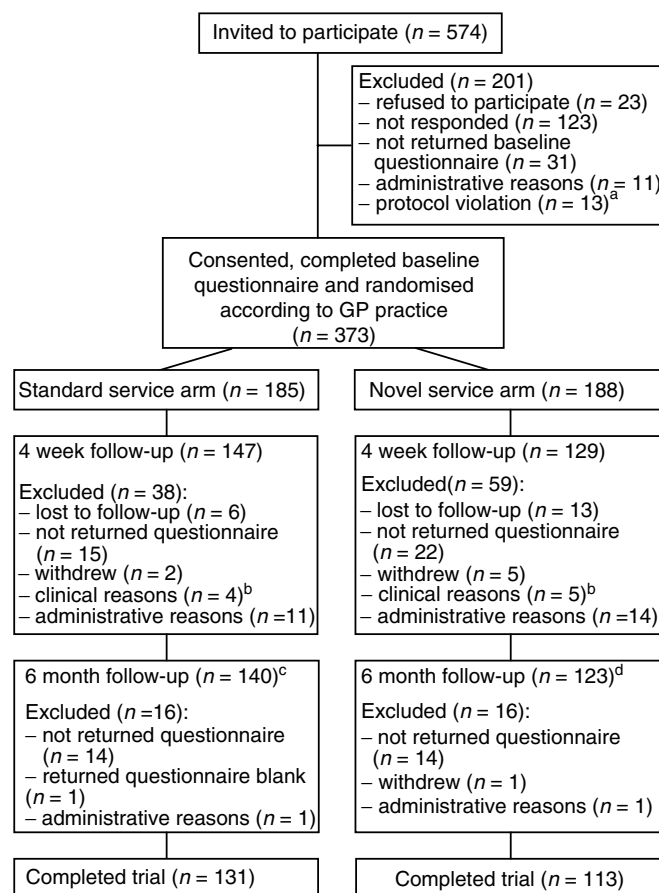 Invited to participate (n = 574)
Excluded (n = 201)
– refused to participate (n = 23)
– not responded (n = 123)
– not returned baseline
questionnaire (n = 31)
– administrative reasons (n = 11)
– protocol violation (n = 13)a
Consented, completed baseline
questionnaire and randomised
according to GP practice
(n = 373)
Standard service arm (n = 185)
4 week follow-up (n = 147)
Excluded (n = 38):
– lost to follow-up (n = 6)
– not returned questionnaire
(n = 15)
– withdrew (n = 2)
– clinical reasons (n = 4)b
– administrative reasons (n =11)
6 month follow-up (n = 140)c
Excluded (n =16):
– not returned questionnaire
(n = 14)
– returned questionnaire blank
(n = 1)
– administrative reasons (n = 1)
Completed trial (n = 131)
Novel service arm (n = 188)
4 week follow-up (n = 129)
Excluded(n = 59):
– lost to follow-up (n = 13)
– not returned questionnaire
(n = 22)
– withdrew (n = 5)
– clinical reasons (n = 5)b
– administrative reasons (n =14)
6 month follow-up (n = 123)d
Excluded (n = 16):
– not returned questionnaire
(n = 14)
– withdrew (n = 1)
– administrative reasons (n = 1)
Completed trial (n = 113)